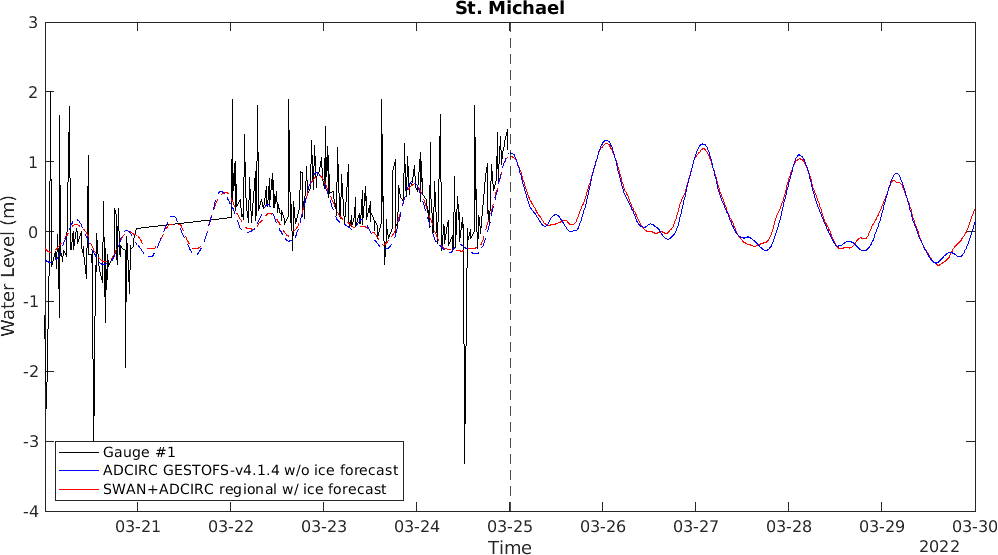 St. Michael
Water Level (m)
3
2
1
0
-1
-2
-3
-4
Gauge #1
ADCIRC GESTOFS-v4.1.4 w/o ice forecast
SWAN+ADCIRC regional w/ ice forecast
03-21 03-22 03-23 03-24 03-25 03-26 03-27 03-28 03-29 03-30
Time
2022